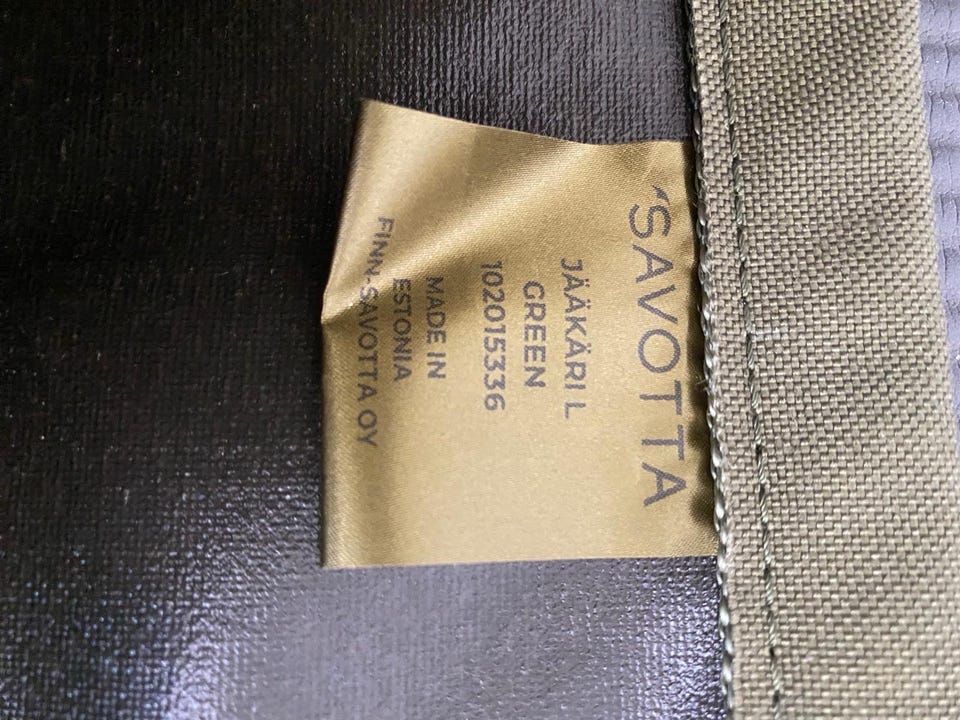 SAVOTTA
JÄÄKÄRI L
GREEN
102015336
MADE IN
ESTONIA
FINN-SAVOTTA OY